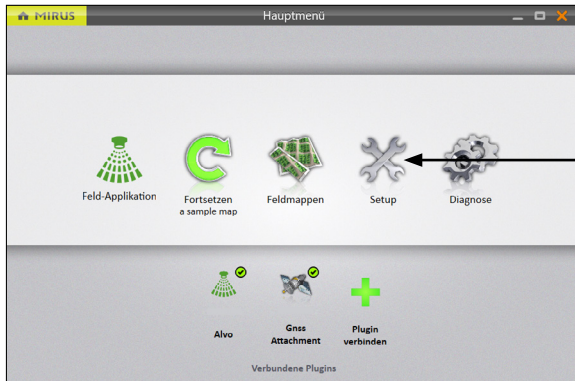 MIRUS
Hauptmenü
Feld-Applikation
Fortsetzen
a sample map
Feldmappen
Setup
Diagnose
Alvo
Gnss
Attachment
Plugin
verbinden
Verbundene Plugins